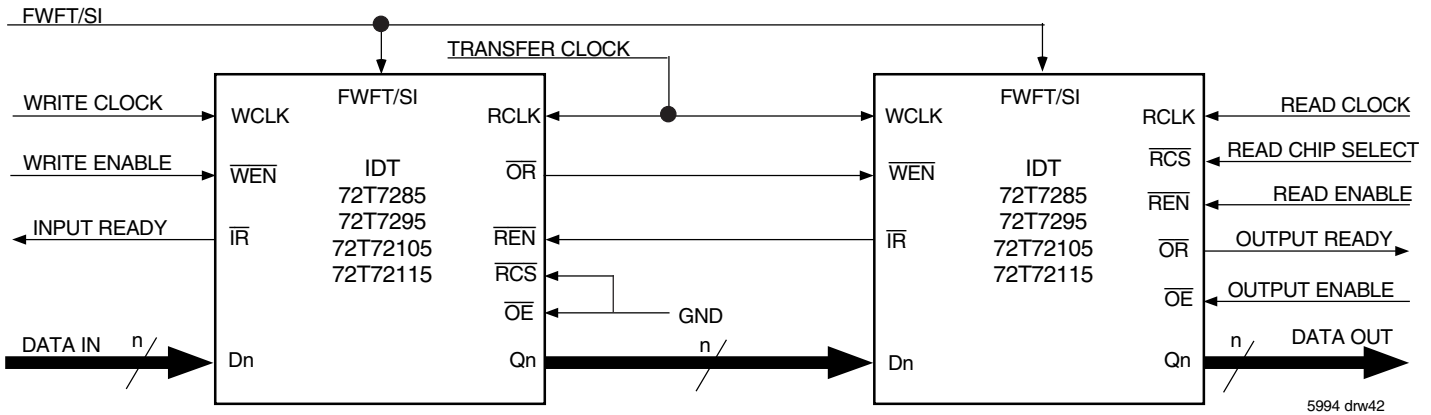 FWFT/SI
TRANSFER CLOCK
WRITE CLOCK
WRITE ENABLE
INPUT READY
DATA IN
n
FWFT/SI
WCLK
RCLK
WEN
OR
IR
REN
RCS
OE
Dn
Qn
IDT
72T7285
72T7295
72T72105
72T72115
GND
n
FWFT/SI
WCLK
RCLK
RCS
WEN
REN
IR
OR
OE
Dn
Qn
IDT
72T7285
72T7295
72T72105
72T72115
READ CLOCK
READ CHIP SELECT
READ ENABLE
OUTPUT READY
OUTPUT ENABLE
n
DATA OUT
5994 drw42